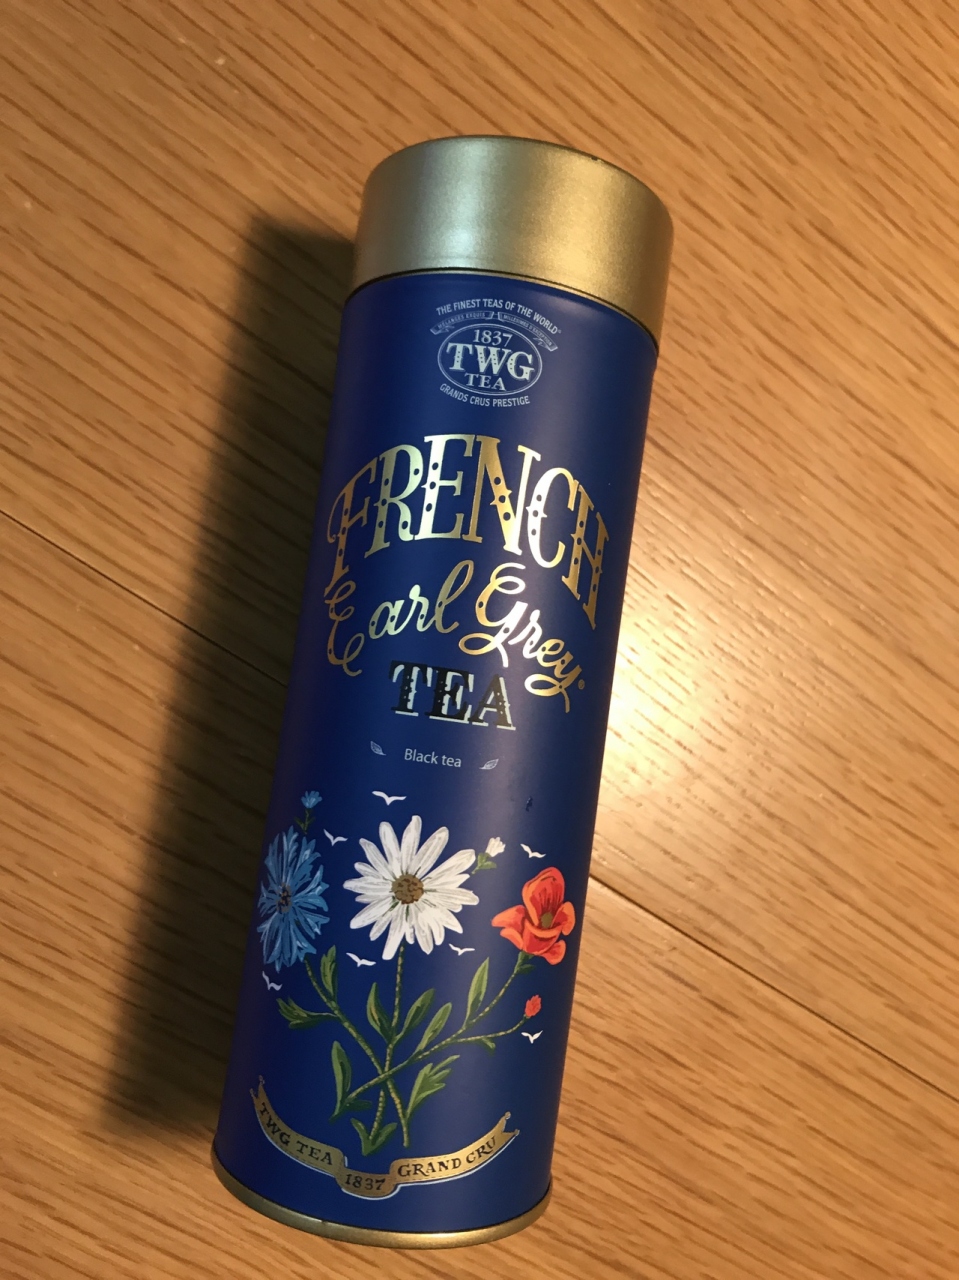 THE FINEST TEAS OF THE WORLD®
1837
TWG
TEA
GRANDS CRUS PRESTIGE
FRENCH
Earl Grey®
TEA
Black tea
TWG TEA 1837 GRAND CRU